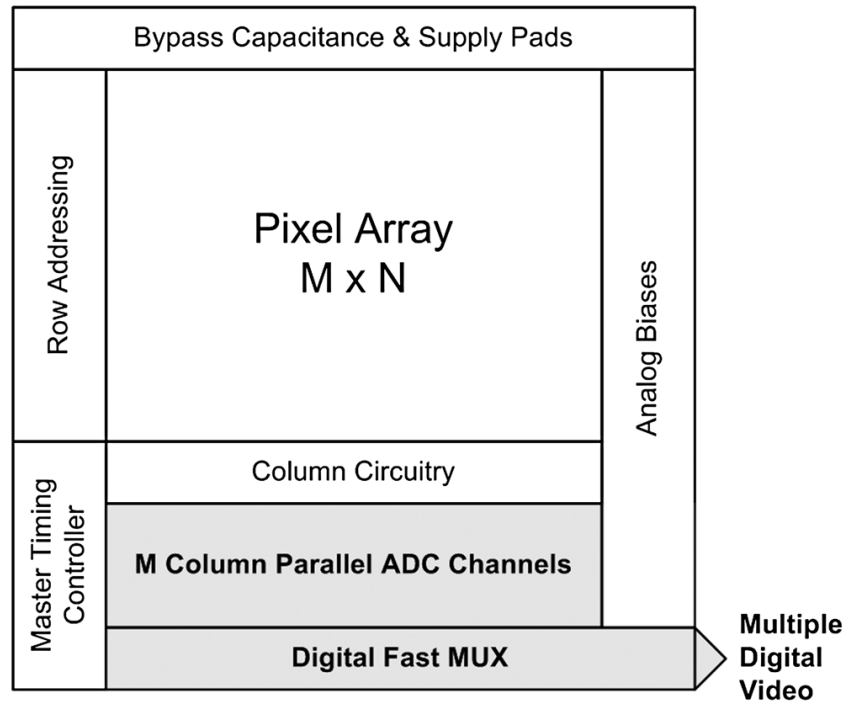 Bypass Capacitance & Supply Pads
Row Addressing
Pixel Array
M x N
Analog Biases
Column Circuitry
Master Timing
Controller
M Column Parallel ADC Channels
Digital Fast MUX
Multiple
Digital
Video